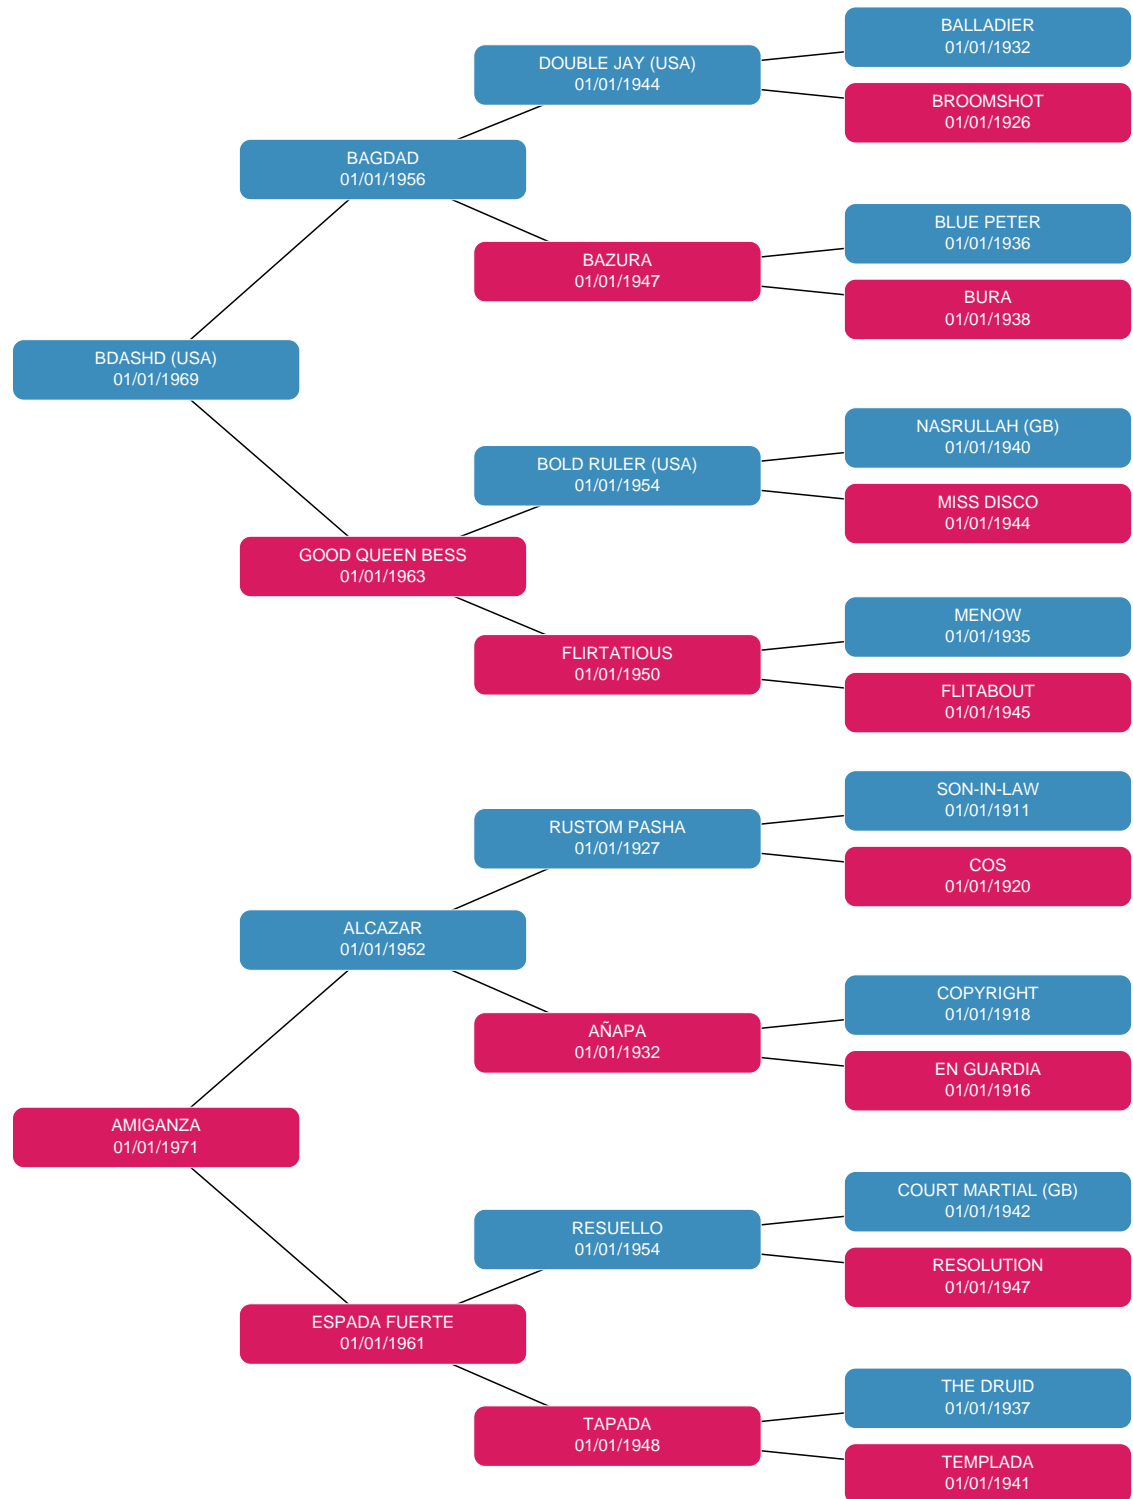 BALLADIER
01/01/1932
DOUBLE JAY (USA)
01/01/1944
BROOMSHOT
01/01/1926
BAGDAD
01/01/1956
BLUE PETER
01/01/1936
BAZURA
01/01/1947
BURA
01/01/1938
BDASHD (USA)
01/01/1969
NASRULLAH (GB)
01/01/1940
BOLD RULER (USA)
01/01/1954
MISS DISCO
01/01/1944
GOOD QUEEN BESS
01/01/1963
MENOW
01/01/1935
FLIRTATIOUS
01/01/1950
FLITABOUT
01/01/1945
SON-IN-LAW
01/01/1911
RUSTOM PASHA
01/01/1927
COS
01/01/1920
ALCAZAR
01/01/1952
COPYRIGHT
01/01/1918
AÑAPA
01/01/1932
EN GUARDIA
01/01/1916
AMIGANZA
01/01/1971
COURT MARTIAL (GB)
01/01/1942
RESUELLO
01/01/1954
RESOLUTION
01/01/1947
ESPADA FUERTE
01/01/1961
THE DRUID
01/01/1937
TAPADA
01/01/1948
TEMPLADA
01/01/1941